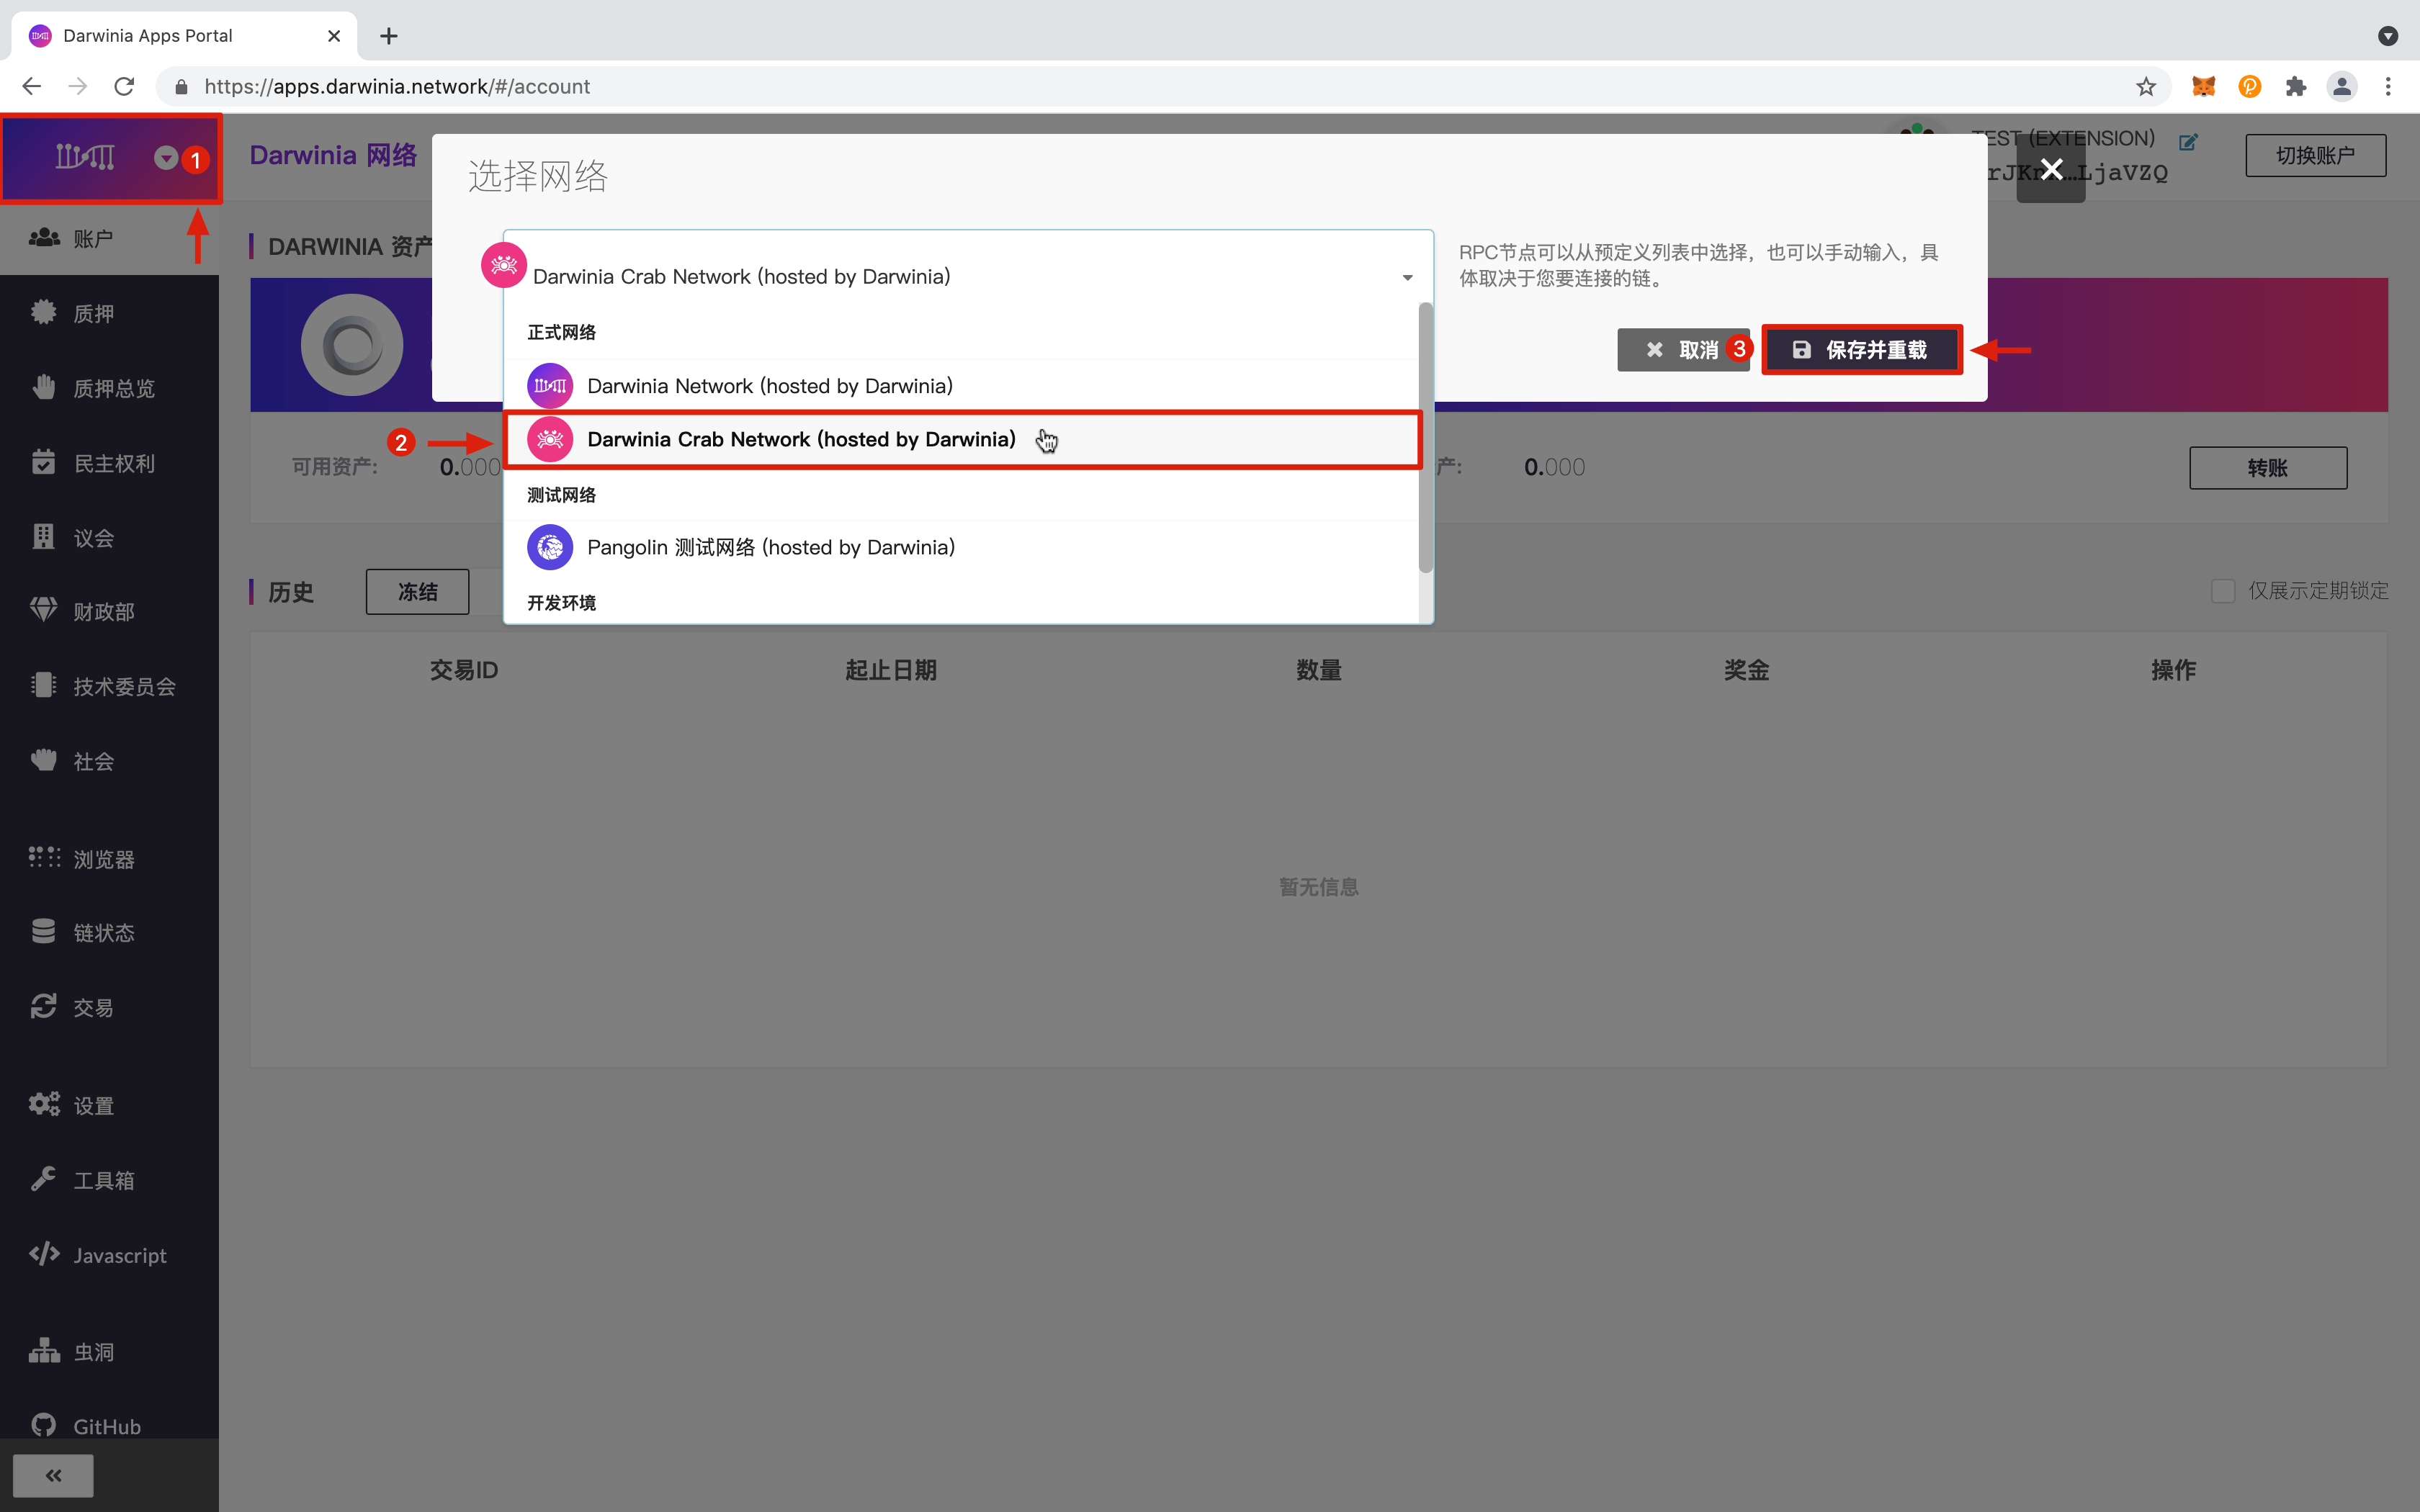 Darwinia Apps Portal
https://apps.darwinia.network/#/account
1
Darwinia 网络
选择网络
TEST (EXTENSION)
切换账户
账户
质押
质押总览
民主权利
议会
财政部
技术委员会
社会
浏览器
链状态
交易
设置
工具箱
Javascript
虫洞
GitHub
DARWINIA 资产
Darwinia Crab Network (hosted by Darwinia)
RPC节点可以从预定义列表中选择，也可以手动输入，具
体取决于您要连接的链。
取消
3
保存并重载
正式网络
Darwinia Network (hosted by Darwinia)
2
Darwinia Crab Network (hosted by Darwinia)
测试网络
Pangolin 测试网络 (hosted by Darwinia)
开发环境
可用资产:
0.000
产:
0.000
转账
历史
冻结
仅展示定期锁定
交易ID
起止日期
数量
奖金
操作
暂无信息